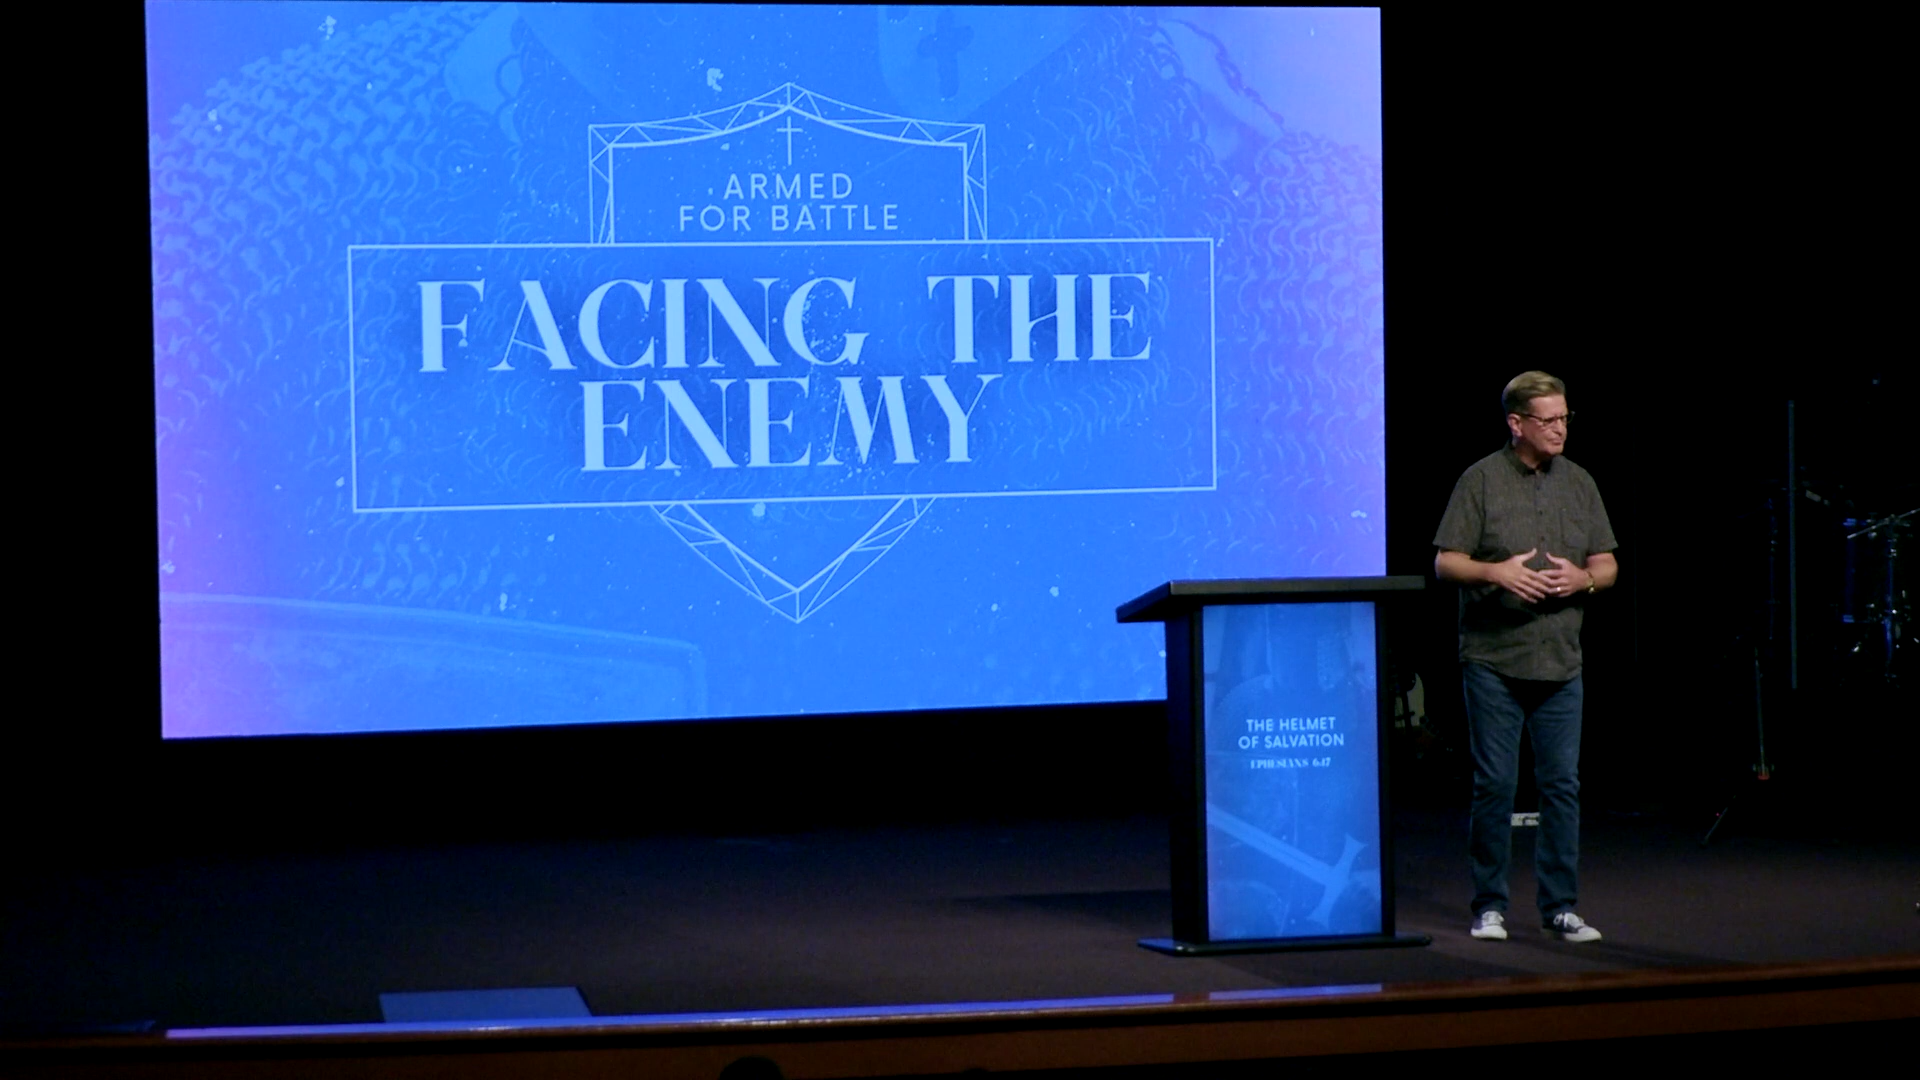 ARMED
FOR BATTLE
FACING THE
ENEMY
THE HELMET
OF SALVATION
EPHESIANS 6:17